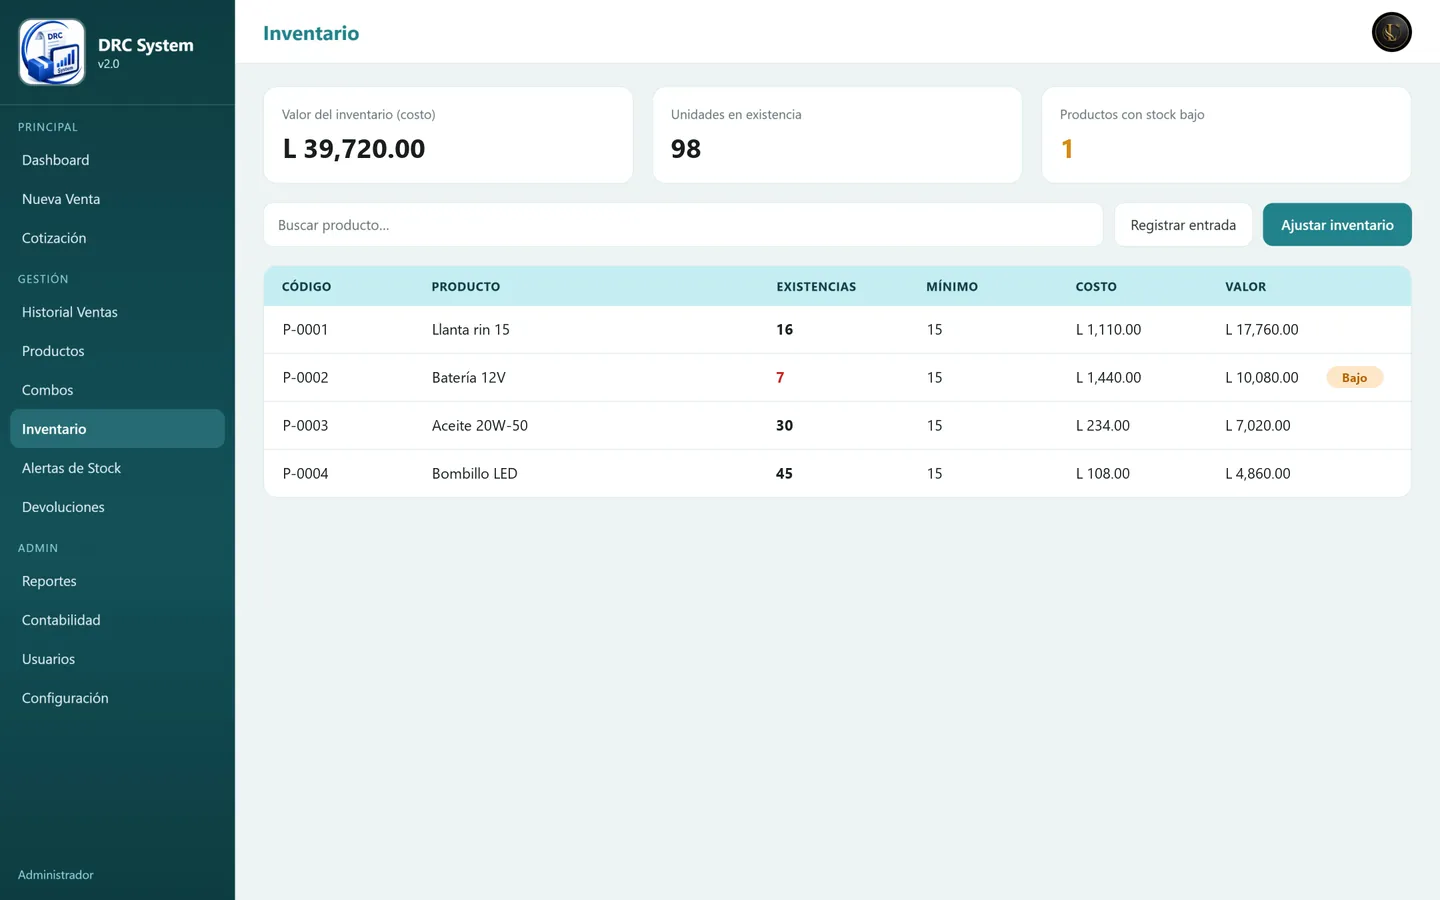 DRC
System
DRC System
v2.0
PRINCIPAL
Dashboard
Nueva Venta
Cotización
GESTIÓN
Historial Ventas
Productos
Combos
Inventario
Alertas de Stock
Devoluciones
ADMIN
Reportes
Contabilidad
Usuarios
Configuración
Administrador
Inventario
Valor del inventario (costo)
L 39,720.00
Unidades en existencia
98
Productos con stock bajo
1
Buscar producto...
Registrar entrada
Ajustar inventario
CÓDIGO PRODUCTO EXISTENCIAS MÍNIMO COSTO VALOR
P-0001 Llanta rin 15 16 15 L 1,110.00 L 17,760.00
P-0002 Batería 12V 7 15 L 1,440.00 L 10,080.00 Bajo
P-0003 Aceite 20W-50 30 15 L 234.00 L 7,020.00
P-0004 Bombillo LED 45 15 L 108.00 L 4,860.00